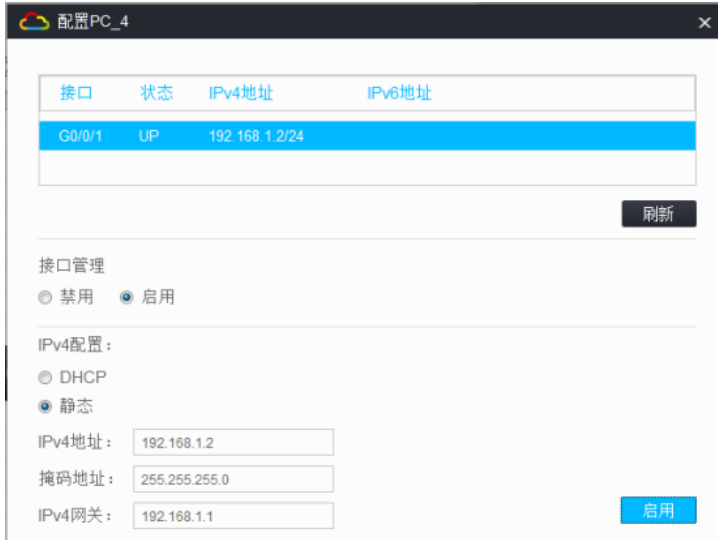 配置PC_4
接口 状态 IPv4地址 IPv6地址
G0/0/1 UP 192.168.1.2/24
刷新
接口管理
禁用 启用
IPv4配置：
DHCP
静态
IPv4地址： 192.168.1.2
掩码地址： 255.255.255.0
IPv4网关： 192.168.1.1
启用